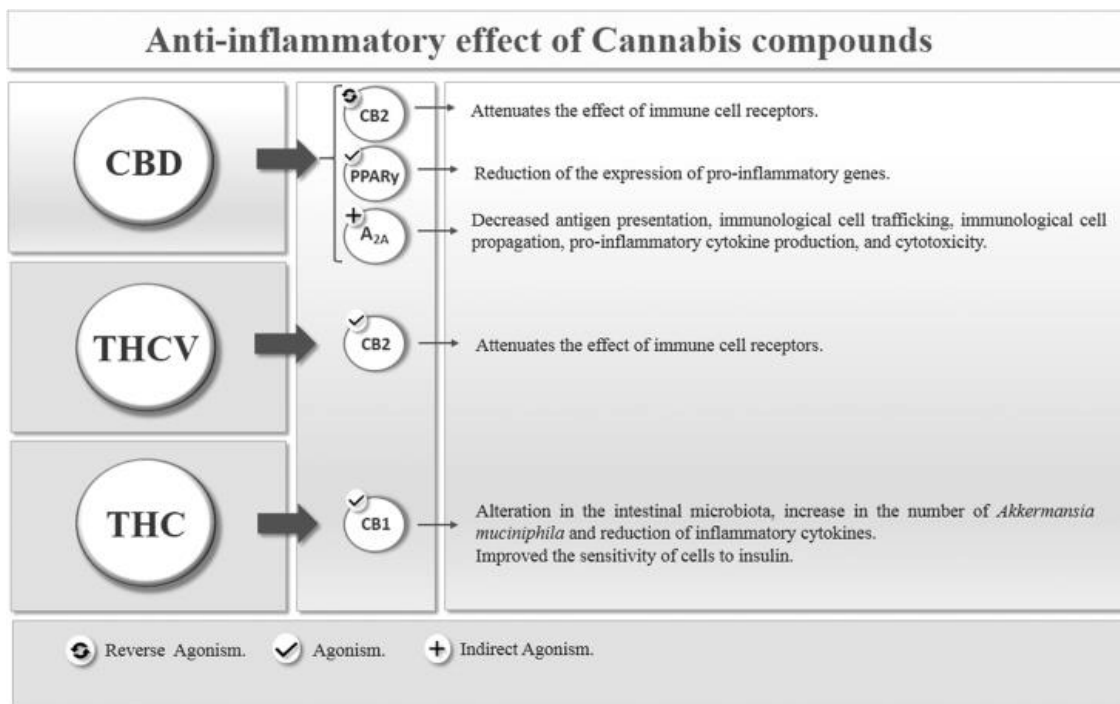 Anti-inflammatory effect of Cannabis compounds
CBD
CB2
Attenuates the effect of immune cell receptors.
PPARγ
Reduction of the expression of pro-inflammatory genes.
A2A
Decreased antigen presentation, immunological cell trafficking, immunological cell
propagation, pro-inflammatory cytokine production, and cytotoxicity.
THCV
CB2
Attenuates the effect of immune cell receptors.
THC
CB1
Alteration in the intestinal microbiota, increase in the number of Akkermansia
muciniphila and reduction of inflammatory cytokines.
Improved the sensitivity of cells to insulin.
Reverse Agonism. Agonism. Indirect Agonism.